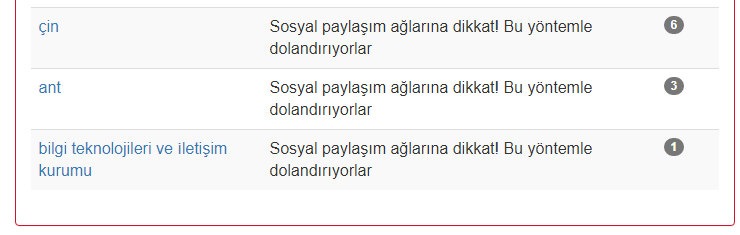 çin
Sosyal paylaşım ağlarına dikkat! Bu yöntemle
dolandırıyorlar
6
ant
Sosyal paylaşım ağlarına dikkat! Bu yöntemle
dolandırıyorlar
3
bilgi teknolojileri ve iletişim
kurumu
Sosyal paylaşım ağlarına dikkat! Bu yöntemle
dolandırıyorlar
1